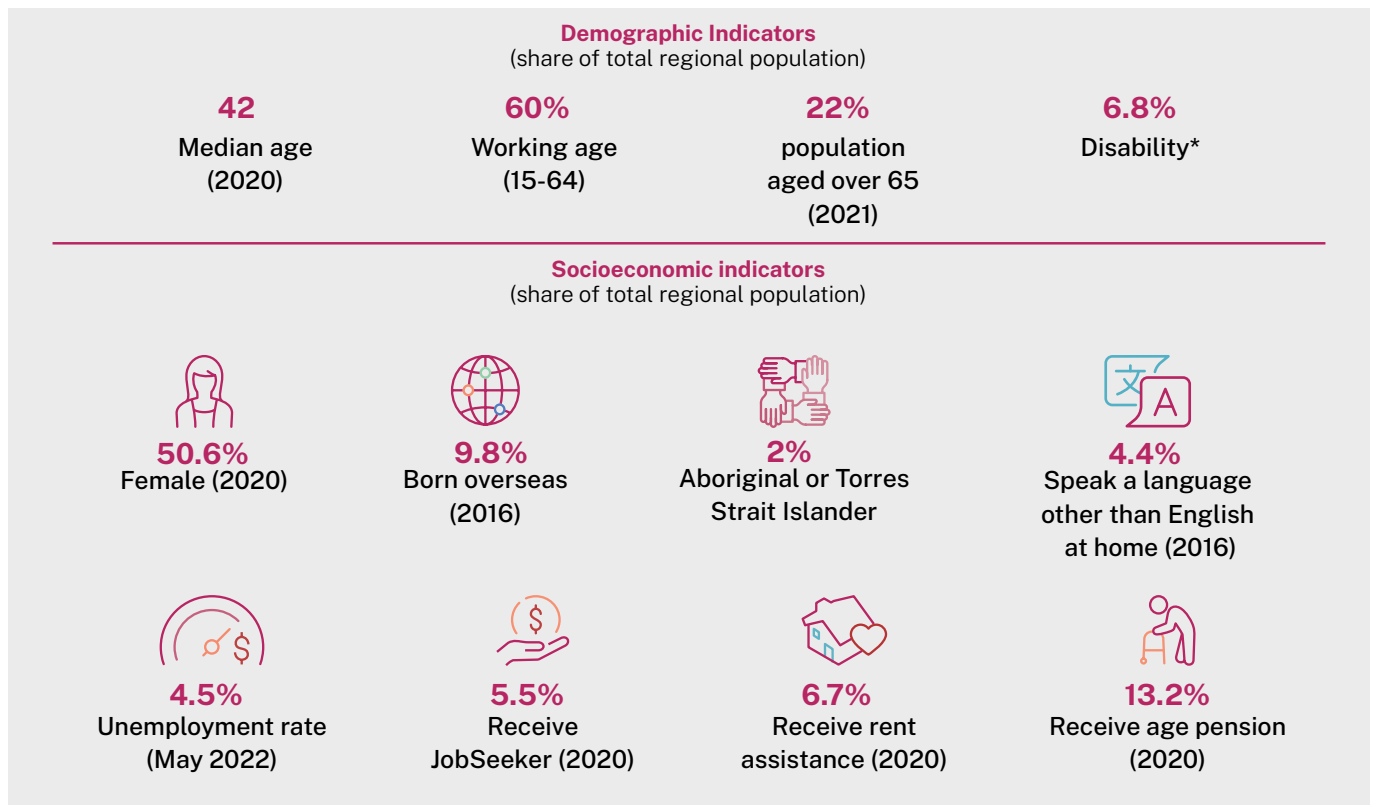 Demographic Indicators
(share of total regional population)
42
Median age
(2020)
60%
Working age
(15-64)
22%
population
aged over 65
(2021)
6.8%
Disability*
Socioeconomic indicators
(share of total regional population)
50.6%
Female (2020)
9.8%
Born overseas
(2016)
2%
Aboriginal or Torres
Strait Islander
文
A
4.4%
Speak a language
other than English
at home (2016)
$
4.5%
Unemployment rate
(May 2022)
$
5.5%
Receive
JobSeeker (2020)
6.7%
Receive rent
assistance (2020)
13.2%
Receive age pension
(2020)